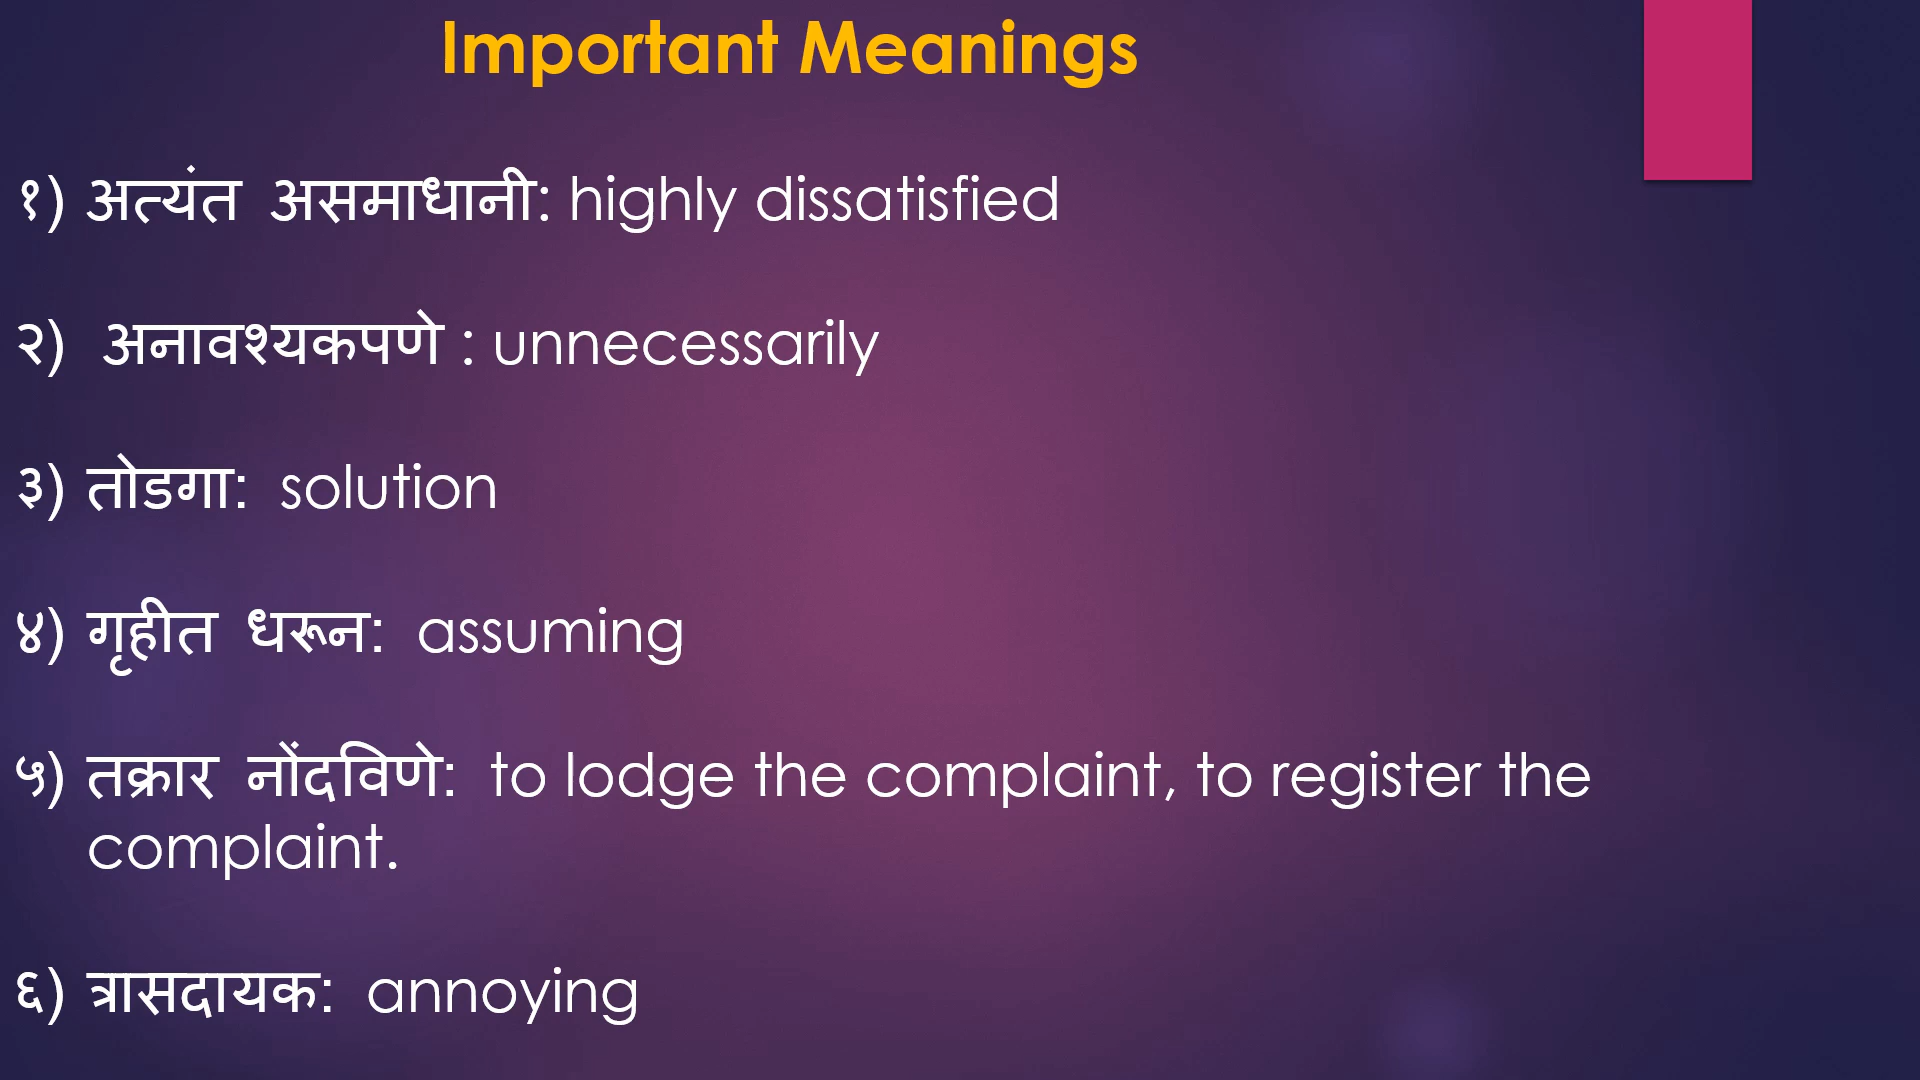 Important Meanings
१) अत्यंत असमाधानी: highly dissatisfied
२) अनावश्यकपणे : unnecessarily
३) तोडगा: solution
४) गृहीत धरून: assuming
५) तक्रार नोंदविणे: to lodge the complaint, to register the
complaint.
६) त्रासदायक: annoying